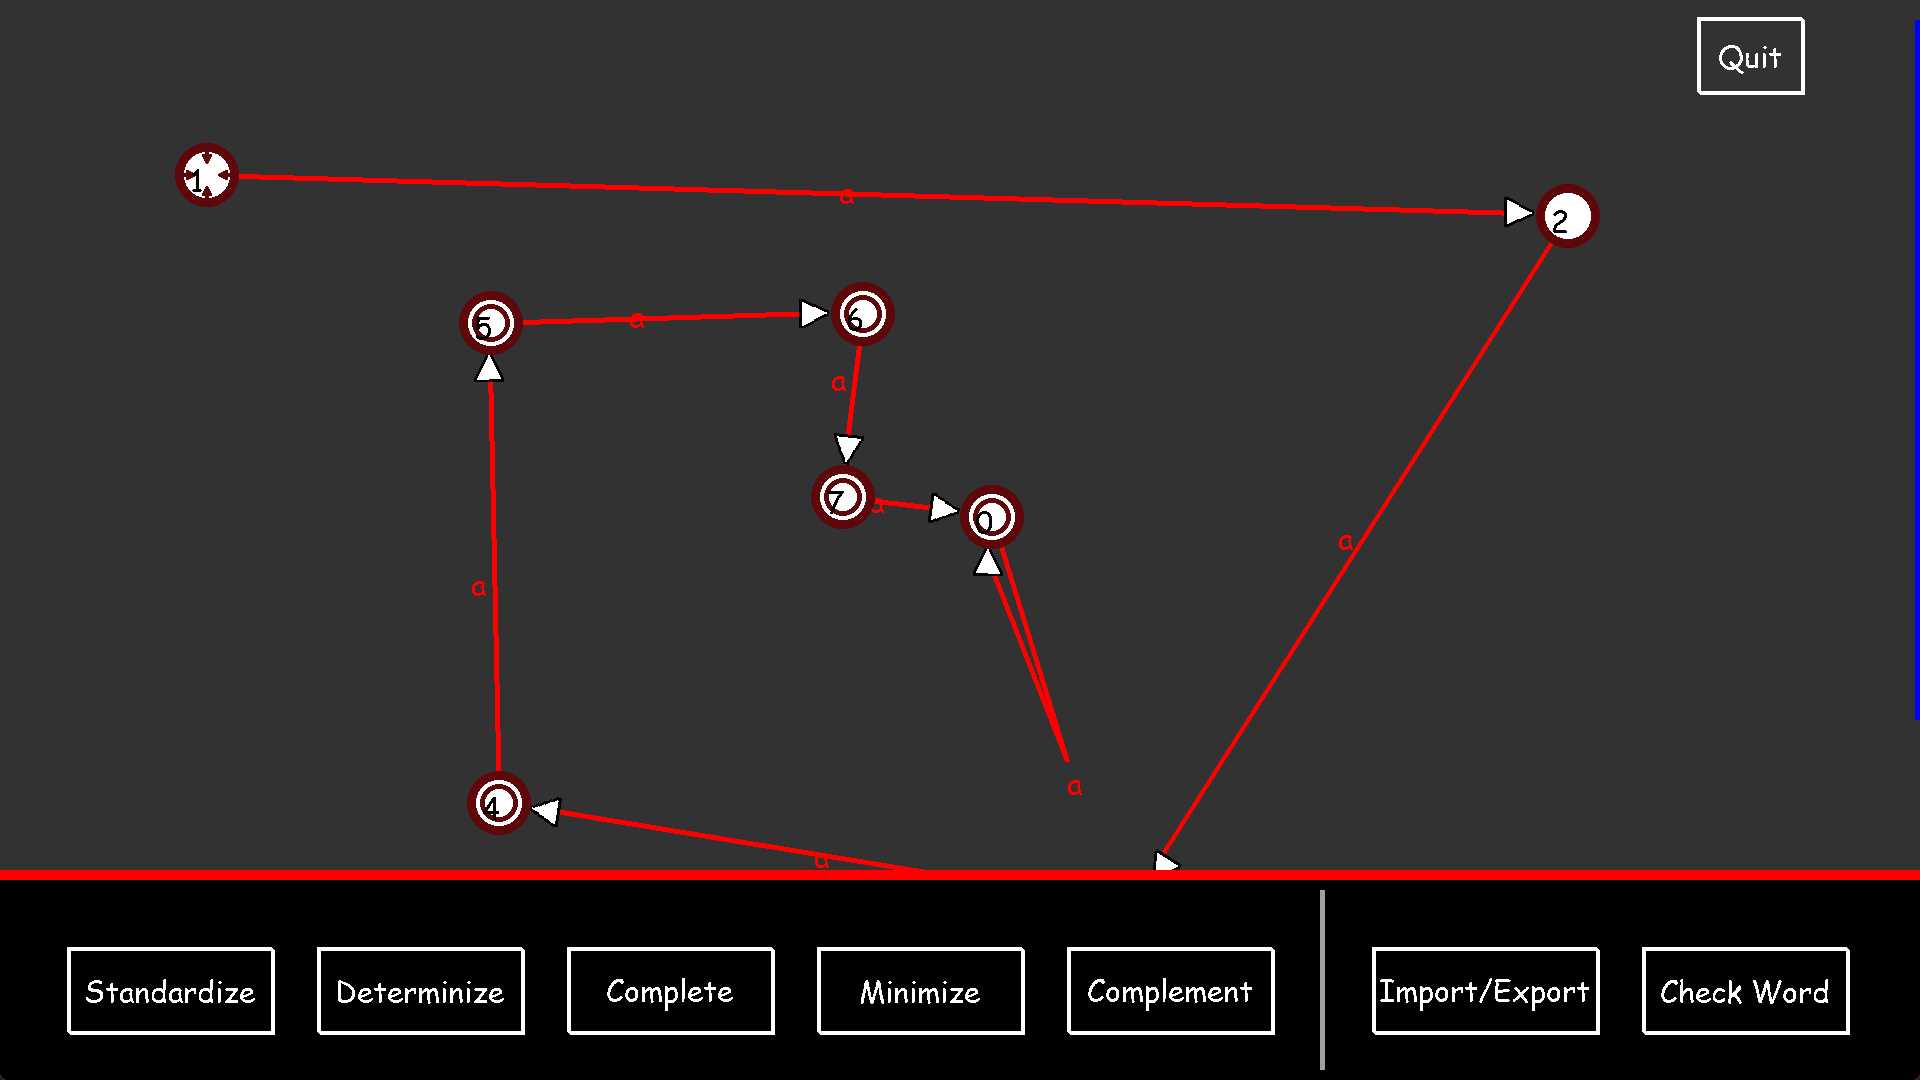 Quit
1
a
2
5
a
6
a
7
a
0
a
a
4
a
a
Standardize
Determinize
Complete
Minimize
Complement
Import/Export
Check Word